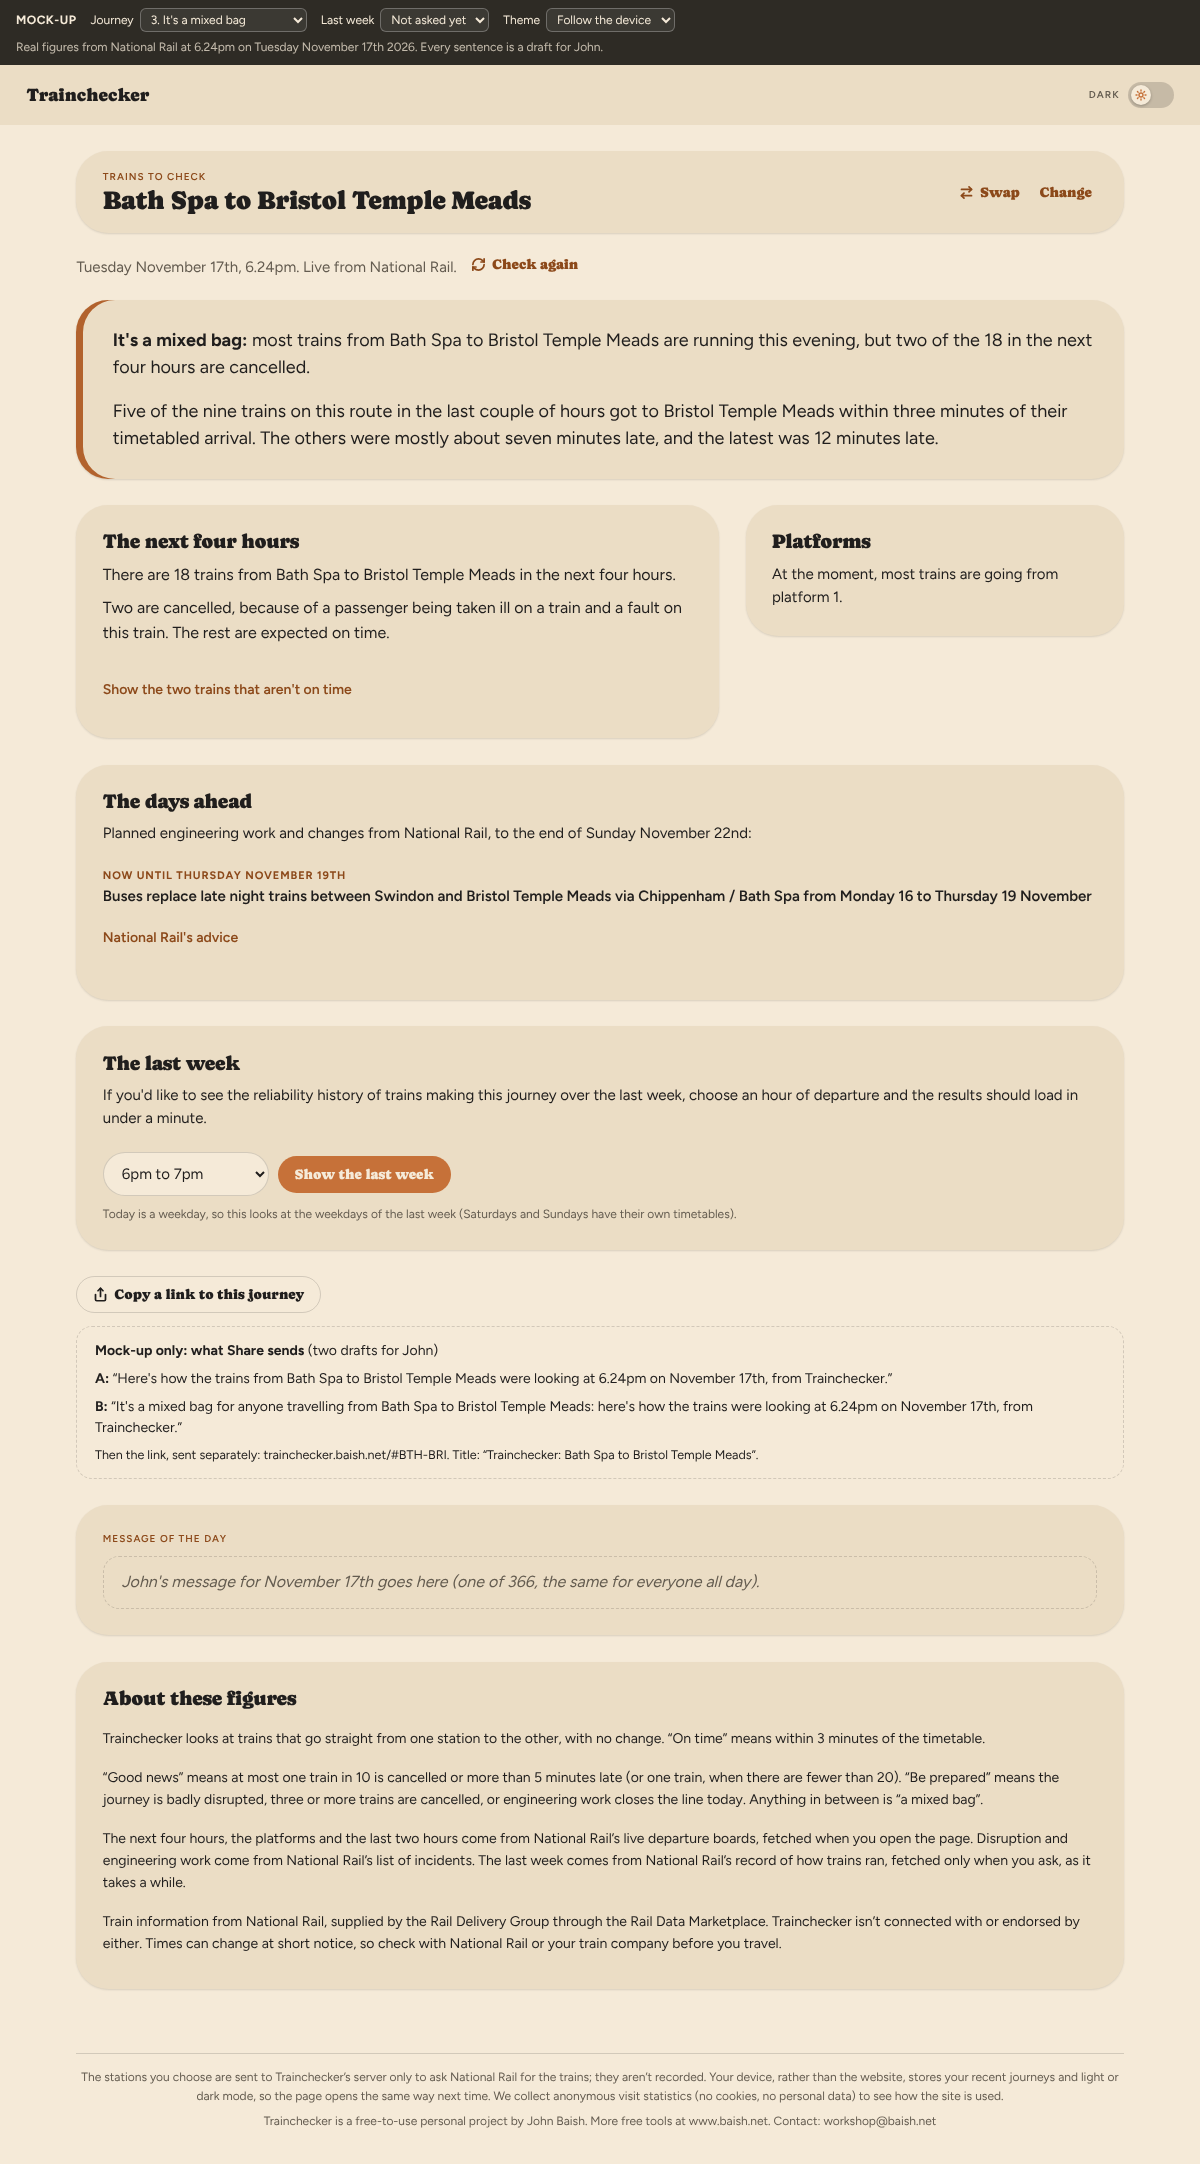 MOCK-UP Journey 3. It's a mixed bag Last week Not asked yet Theme Follow the device
Real figures from National Rail at 6.24pm on Tuesday November 17th 2026. Every sentence is a draft for John.
Trainchecker
DARK
TRAINS TO CHECK
Bath Spa to Bristol Temple Meads
Swap Change
Tuesday November 17th, 6.24pm. Live from National Rail. Check again
It's a mixed bag: most trains from Bath Spa to Bristol Temple Meads are running this evening, but two of the 18 in the next
four hours are cancelled.
Five of the nine trains on this route in the last couple of hours got to Bristol Temple Meads within three minutes of their
timetabled arrival. The others were mostly about seven minutes late, and the latest was 12 minutes late.
The next four hours
There are 18 trains from Bath Spa to Bristol Temple Meads in the next four hours.
Two are cancelled, because of a passenger being taken ill on a train and a fault on
this train. The rest are expected on time.
Show the two trains that aren't on time
Platforms
At the moment, most trains are going from
platform 1.
The days ahead
Planned engineering work and changes from National Rail, to the end of Sunday November 22nd:
NOW UNTIL THURSDAY NOVEMBER 19TH
Buses replace late night trains between Swindon and Bristol Temple Meads via Chippenham / Bath Spa from Monday 16 to Thursday 19 November
National Rail's advice
The last week
If you'd like to see the reliability history of trains making this journey over the last week, choose an hour of departure and the results should load in
under a minute.
6pm to 7pm Show the last week
Today is a weekday, so this looks at the weekdays of the last week (Saturdays and Sundays have their own timetables).
Copy a link to this journey
Mock-up only: what Share sends (two drafts for John)
A: “Here's how the trains from Bath Spa to Bristol Temple Meads were looking at 6.24pm on November 17th, from Trainchecker.”
B: “It's a mixed bag for anyone travelling from Bath Spa to Bristol Temple Meads: here's how the trains were looking at 6.24pm on November 17th, from
Trainchecker.”
Then the link, sent separately: trainchecker.baish.net/#BTH-BRI. Title: “Trainchecker: Bath Spa to Bristol Temple Meads”.
MESSAGE OF THE DAY
John's message for November 17th goes here (one of 366, the same for everyone all day).
About these figures
Trainchecker looks at trains that go straight from one station to the other, with no change. “On time” means within 3 minutes of the timetable.
“Good news” means at most one train in 10 is cancelled or more than 5 minutes late (or one train, when there are fewer than 20). “Be prepared” means the
journey is badly disrupted, three or more trains are cancelled, or engineering work closes the line today. Anything in between is “a mixed bag”.
The next four hours, the platforms and the last two hours come from National Rail’s live departure boards, fetched when you open the page. Disruption and
engineering work come from National Rail’s list of incidents. The last week comes from National Rail’s record of how trains ran, fetched only when you ask, as it
takes a while.
Train information from National Rail, supplied by the Rail Delivery Group through the Rail Data Marketplace. Trainchecker isn’t connected with or endorsed by
either. Times can change at short notice, so check with National Rail or your train company before you travel.
The stations you choose are sent to Trainchecker’s server only to ask National Rail for the trains; they aren’t recorded. Your device, rather than the website, stores your recent journeys and light or
dark mode, so the page opens the same way next time. We collect anonymous visit statistics (no cookies, no personal data) to see how the site is used.
Trainchecker is a free-to-use personal project by John Baish. More free tools at www.baish.net. Contact: workshop@baish.net